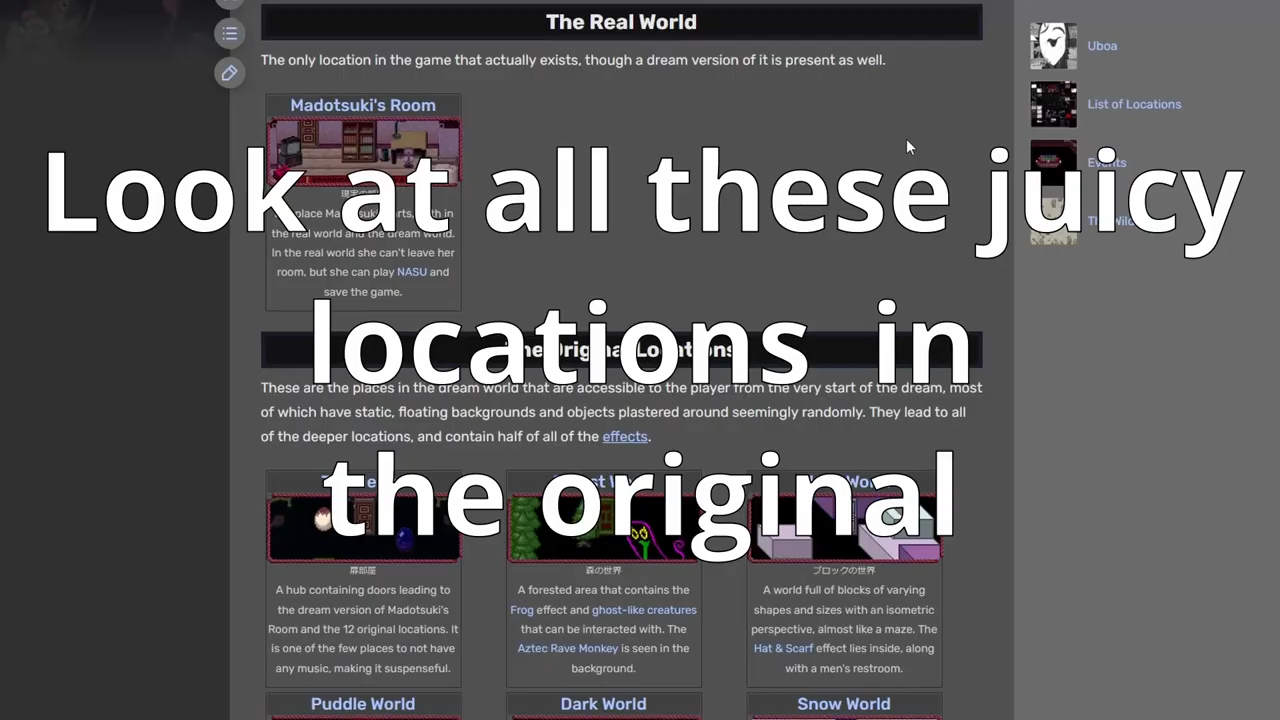 The Real World
The only location in the game that actually exists, though a dream version of it is present as well.
Madotsuki's Room
the real world and the dream world.
In the real world she can't leave her
room, but she can play NASU and
save the game.
Look at all these juicy
locations in
the original
These are the places in the dream world that are accessible to the player from the very start of the dream, most
of which have static, floating backgrounds and objects plastered around seemingly randomly. They lead to all
of the deeper locations, and contain half of all of the effects.
扉部屋
A hub containing doors leading to
the dream version of Madotsuki's
Room and the 12 original locations. It
is one of the few places to not have
any music, making it suspenseful.
森の世界
A forested area that contains the
Frog effect and ghost-like creatures
that can be interacted with. The
Aztec Rave Monkey is seen in the
background.
ブロックの世界
A world full of blocks of varying
shapes and sizes with an isometric
perspective, almost like a maze. The
Hat & Scarf effect lies inside, along
with a men's restroom.
Puddle World
Dark World
Snow World
Uboa
List of Locations
Events